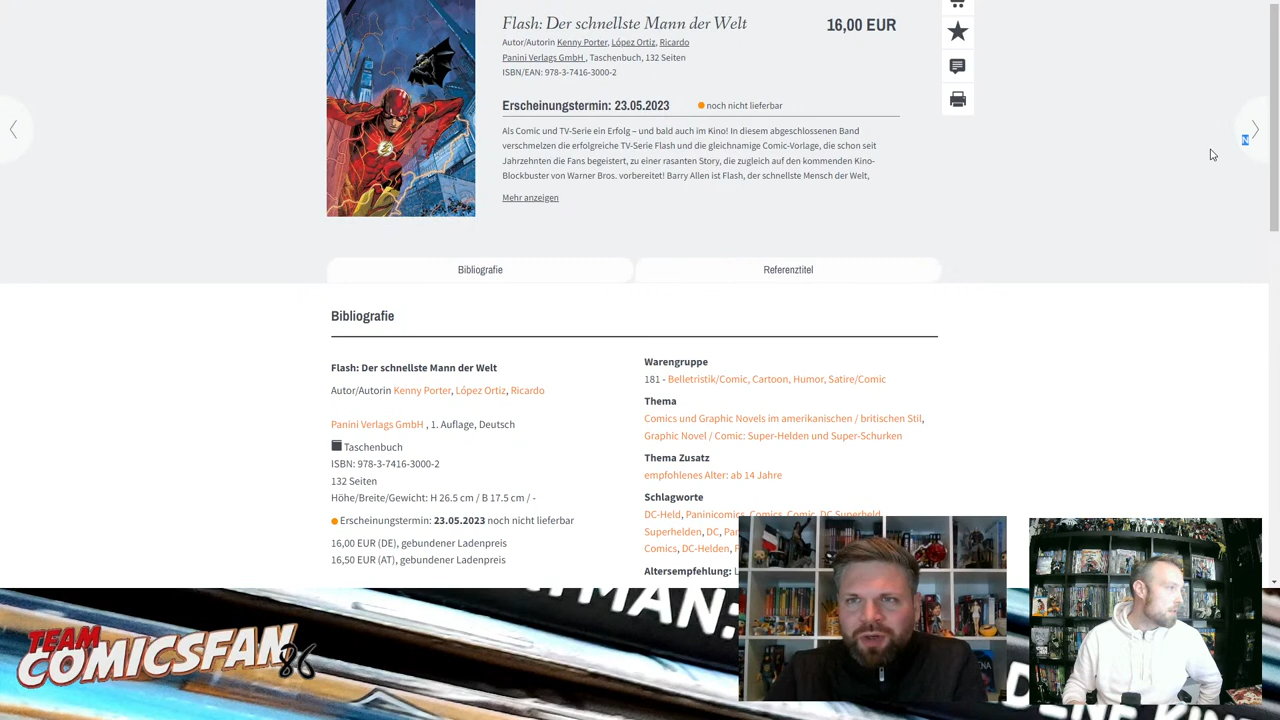 Flash: Der schnellste Mann der Welt
16,00 EUR
Autor/Autorin Kenny Porter, López Ortiz, Ricardo
Panini Verlags GmbH , Taschenbuch, 132 Seiten
ISBN/EAN: 978-3-7416-3000-2
Erscheinungstermin: 23.05.2023
noch nicht lieferbar
Als Comic und TV-Serie ein Erfolg – und bald auch im Kino! In diesem abgeschlossenen Band
verschmelzen die erfolgreiche TV-Serie Flash und die gleichnamige Comic-Vorlage, die schon seit
Jahrzehnten die Fans begeistert, zu einer rasanten Story, die zugleich auf den kommenden Kino-
Blockbuster von Warner Bros. vorbereitet! Barry Allen ist Flash, der schnellste Mensch der Welt,
Mehr anzeigen
N
Bibliografie
Referenztitel
Bibliografie
Flash: Der schnellste Mann der Welt
Autor/Autorin Kenny Porter, López Ortiz, Ricardo
Panini Verlags GmbH , 1. Auflage, Deutsch
Taschenbuch
ISBN: 978-3-7416-3000-2
132 Seiten
Höhe/Breite/Gewicht: H 26.5 cm / B 17.5 cm / -
Erscheinungstermin: 23.05.2023 noch nicht lieferbar
16,00 EUR (DE), gebundener Ladenpreis
16,50 EUR (AT), gebundener Ladenpreis
Warengruppe
181 - Belletristik/Comic, Cartoon, Humor, Satire/Comic
Thema
Comics und Graphic Novels im amerikanischen / britischen Stil,
Graphic Novel / Comic: Super-Helden und Super-Schurken
Thema Zusatz
empfohlenes Alter: ab 14 Jahre
Schlagworte
DC-Held, Paninicomics, Comics, Comic, DC Superheld,
Superhelden, DC,
Comics, DC-Helden,
Altersempfehlung:
TEAM
COMICSFAN
86